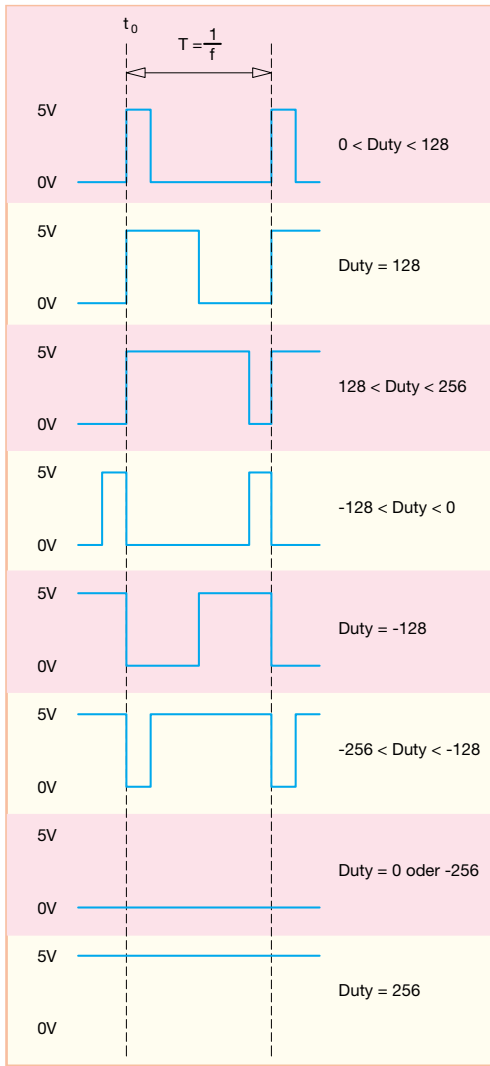 t0
T = 1/f
5V
0 < Duty < 128
0V
5V
Duty = 128
0V
5V
128 < Duty < 256
0V
5V
-128 < Duty < 0
0V
5V
Duty = -128
0V
5V
-256 < Duty < -128
0V
5V
Duty = 0 oder -256
0V
5V
Duty = 256
0V